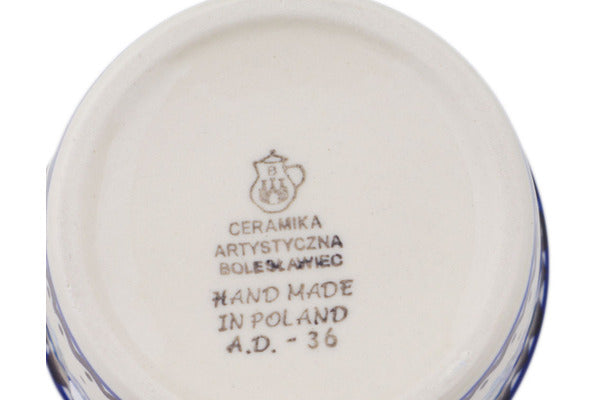 B
CERAMIKA
ARTYSTYCZNA
BOLESŁAWIEC
HAND MADE
IN POLAND
A.D. - 36